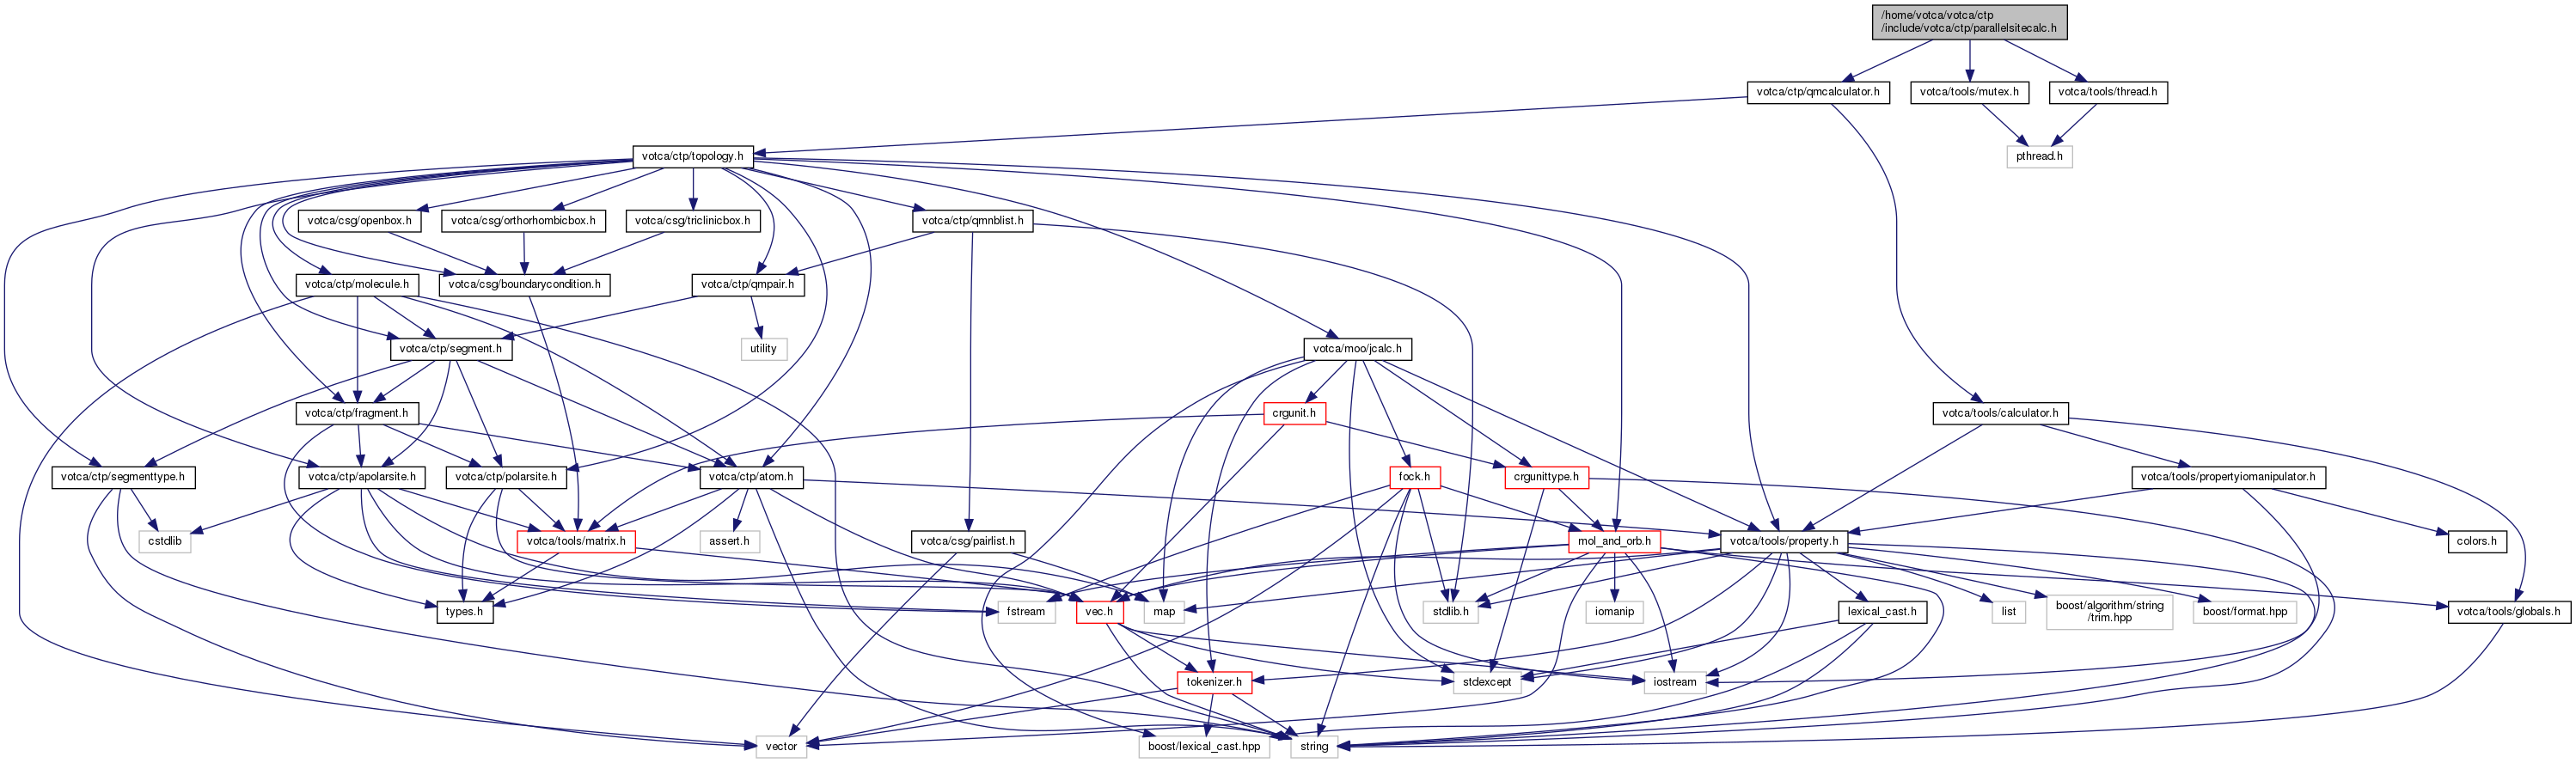 /home/votca/votca/ctp
/include/votca/ctp/parallelsitecalc.h
votca/ctp/qmcalculator.h
votca/tools/mutex.h
votca/tools/thread.h
votca/ctp/topology.h
pthread.h
votca/csg/openbox.h
votca/csg/orthorhombicbox.h
votca/csg/triclinicbox.h
votca/ctp/qmnblist.h
votca/ctp/molecule.h
votca/csg/boundarycondition.h
votca/ctp/qmpair.h
votca/ctp/segment.h
utility
votca/moo/jcalc.h
votca/ctp/fragment.h
crgunit.h
votca/tools/calculator.h
votca/ctp/segmenttype.h
votca/ctp/apolarsite.h
votca/ctp/polarsite.h
votca/ctp/atom.h
fock.h
crgunittype.h
votca/tools/propertyiomanipulator.h
cstdlib
votca/tools/matrix.h
assert.h
votca/csg/pairlist.h
mol_and_orb.h
votca/tools/property.h
colors.h
types.h
fstream
vec.h
map
stdlib.h
iomanip
lexical_cast.h
list
boost/algorithm/string
/trim.hpp
boost/format.hpp
votca/tools/globals.h
tokenizer.h
stdexcept
iostream
vector
boost/lexical_cast.hpp
string